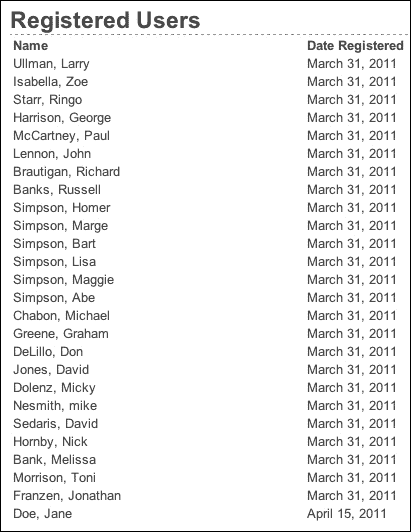 Registered Users
Name Date Registered
Ullman, Larry March 31, 2011
Isabella, Zoe March 31, 2011
Starr, Ringo March 31, 2011
Harrison, George March 31, 2011
McCartney, Paul March 31, 2011
Lennon, John March 31, 2011
Brautigan, Richard March 31, 2011
Banks, Russell March 31, 2011
Simpson, Homer March 31, 2011
Simpson, Marge March 31, 2011
Simpson, Bart March 31, 2011
Simpson, Lisa March 31, 2011
Simpson, Maggie March 31, 2011
Simpson, Abe March 31, 2011
Chabon, Michael March 31, 2011
Greene, Graham March 31, 2011
DeLillo, Don March 31, 2011
Jones, David March 31, 2011
Dolenz, Micky March 31, 2011
Nesmith, mike March 31, 2011
Sedaris, David March 31, 2011
Hornby, Nick March 31, 2011
Bank, Melissa March 31, 2011
Morrison, Toni March 31, 2011
Franzen, Jonathan March 31, 2011
Doe, Jane April 15, 2011